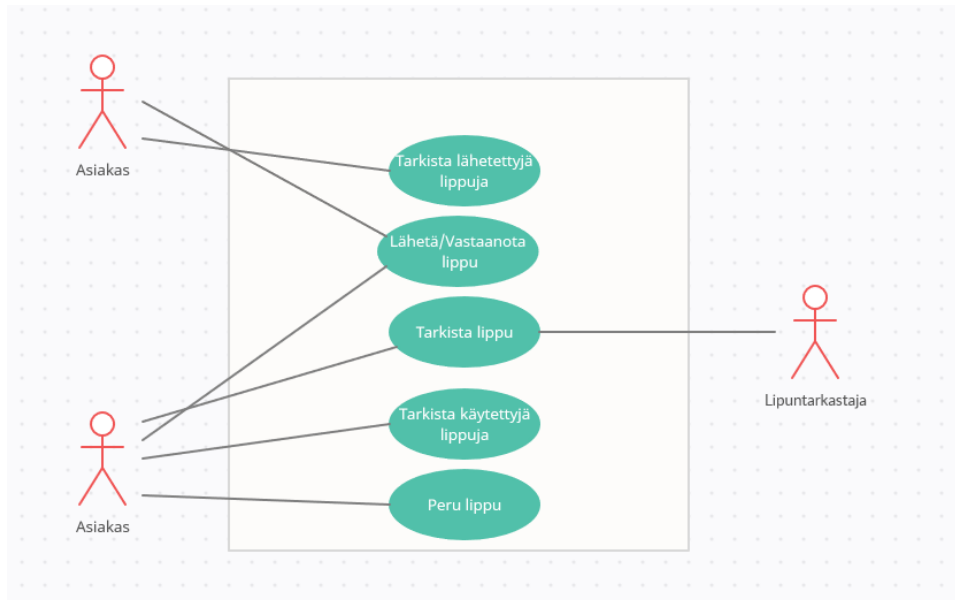 Asiakas
Tarkista lähetettyjä
lippuja
Lähetä/Vastaanota
lippu
Tarkista lippu
Lipuntarkastaja
Tarkista käytettyjä
lippuja
Peru lippu
Asiakas